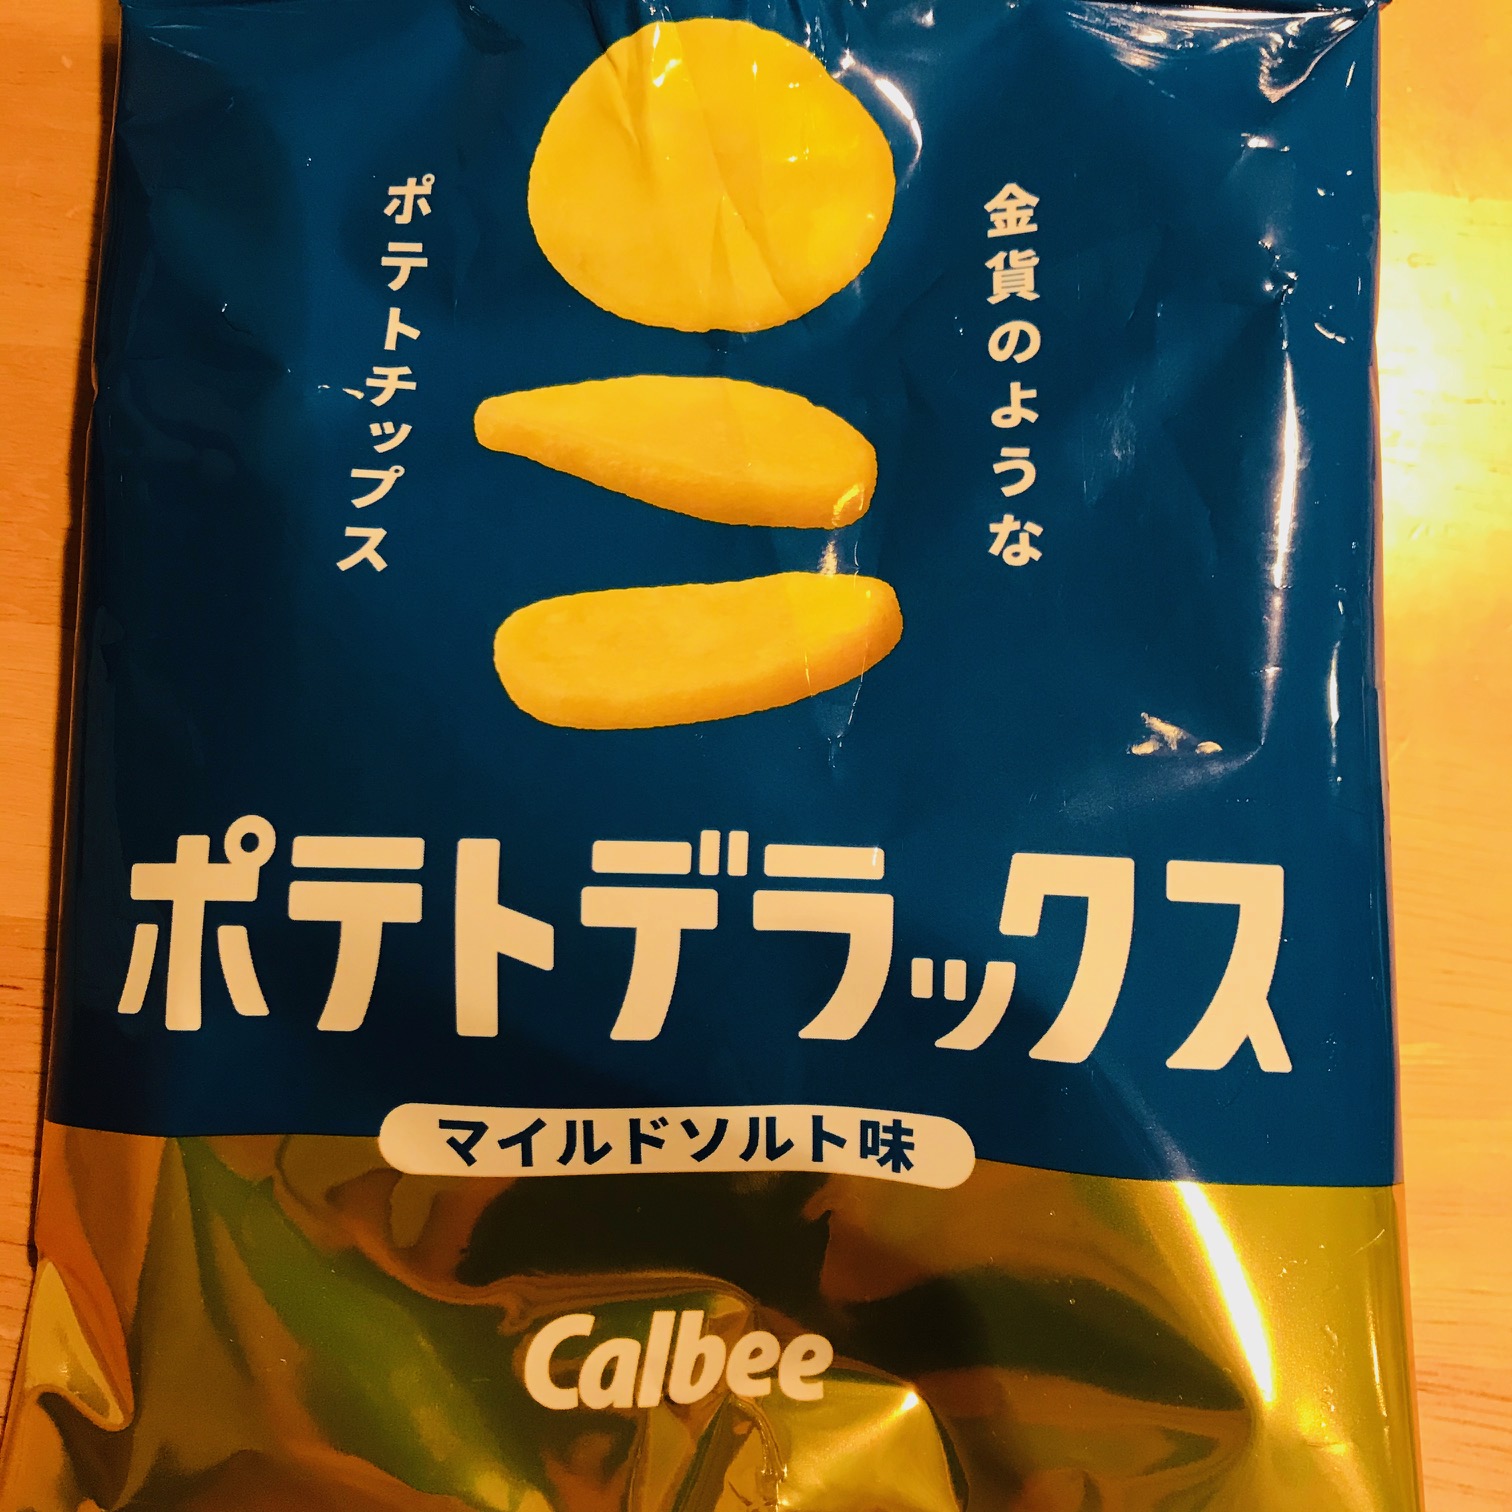 金貨のような
ポテトチップス
ポテトデラックス
マイルドソルト味
Calbee